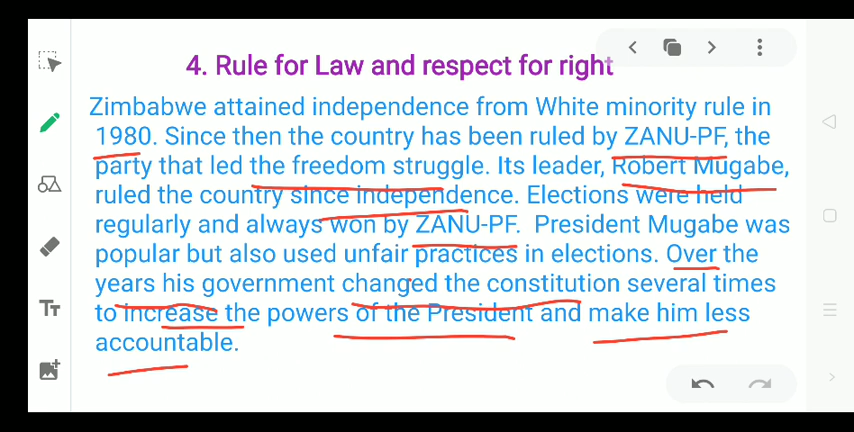 4. Rule for Law and respect for right
Zimbabwe attained independence from White minority rule in
1980. Since then the country has been ruled by ZANU-PF, the
party that led the freedom struggle. Its leader, Robert Mugabe,
ruled the country since independence. Elections were held
regularly and always won by ZANU-PF. President Mugabe was
popular but also used unfair practices in elections. Over the
years his government changed the constitution several times
to increase the powers of the President and make him less
accountable.
TT